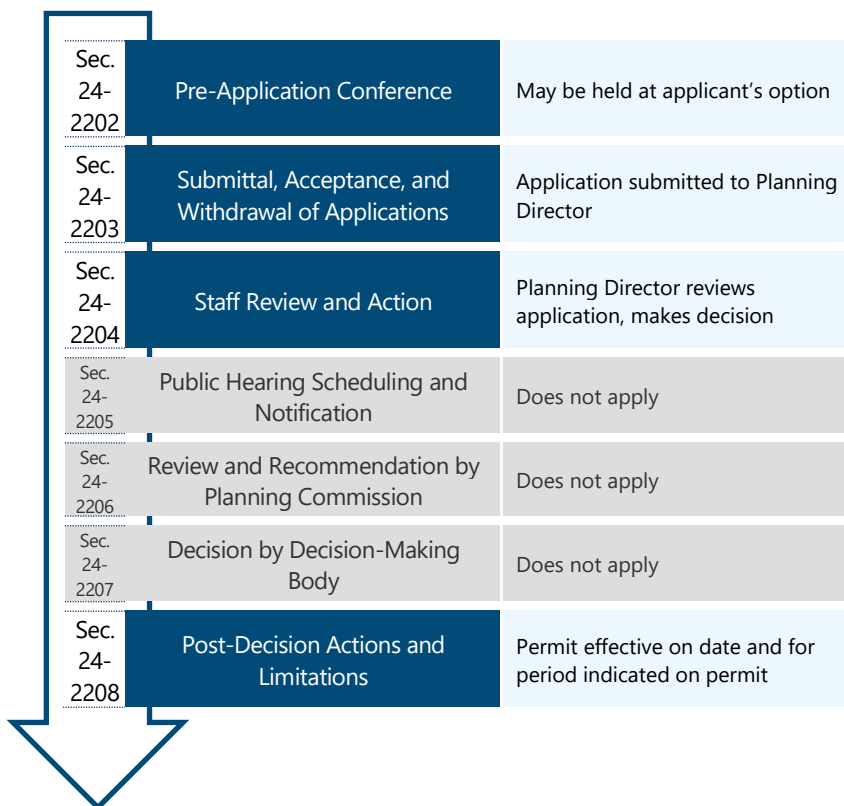 Sec.
24-
2202
Pre-Application Conference
May be held at applicant’s option
Sec.
24-
2203
Submittal, Acceptance, and
Withdrawal of Applications
Application submitted to Planning
Director
Sec.
24-
2204
Staff Review and Action
Planning Director reviews
application, makes decision
Sec.
24-
2205
Public Hearing Scheduling and
Notification
Does not apply
Sec.
24-
2206
Review and Recommendation by
Planning Commission
Does not apply
Sec.
24-
2207
Decision by Decision-Making
Body
Does not apply
Sec.
24-
2208
Post-Decision Actions and
Limitations
Permit effective on date and for
period indicated on permit